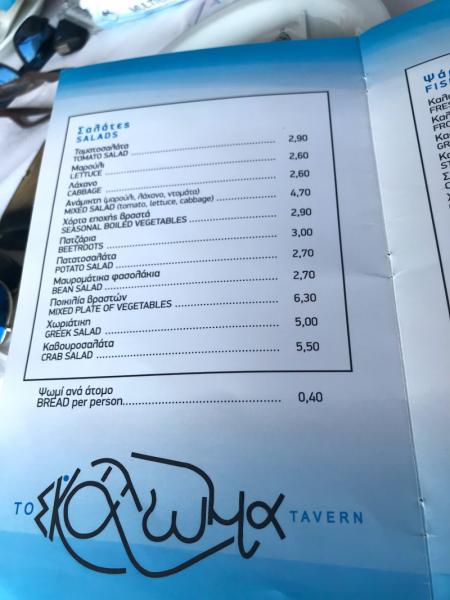 Σαλάτες
SALADS
Τοματοσαλάτα
TOMATO SALAD 2,90
Μαρούλι
LETTUCE 2,60
Λάχανο
CABBAGE 2,60
Ανάμικτη (μαρούλι, λάχανο, ντομάτα)
MIXED SALAD (tomato, lettuce, cabbage) 4,70
Χόρτα εποχής βραστά
SEASONAL BOILED VEGETABLES 2,90
Πατζάρια
BEETROOTS 3,00
Πατατοσαλάτα
POTATO SALAD 2,70
Μαυρομάτικα φασολάκια
BEAN SALAD 2,70
Ποικιλία βραστών
MIXED PLATE OF VEGETABLES 6,30
Χωριάτικη
GREEK SALAD 5,00
Καβουροσαλάτα
CRAB SALAD 5,50
Ψωμί ανά άτομο
BREAD per person 0,40
ΤΟ σκάλωμα TAVERN